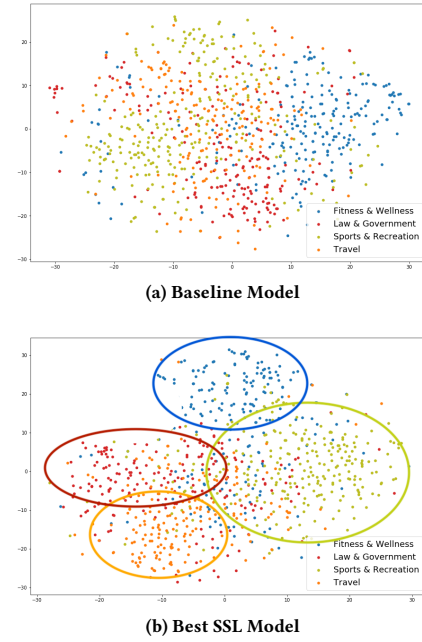 30
20
10
0
−10
−20
−30
−30 −20 −10 0 10 20 30
Fitness & Wellness
Law & Government
Sports & Recreation
Travel
(a) Baseline Model
30
20
10
0
−10
−20
−30
−30 −20 −10 0 10 20 30
Fitness & Wellness
Law & Government
Sports & Recreation
Travel
(b) Best SSL Model